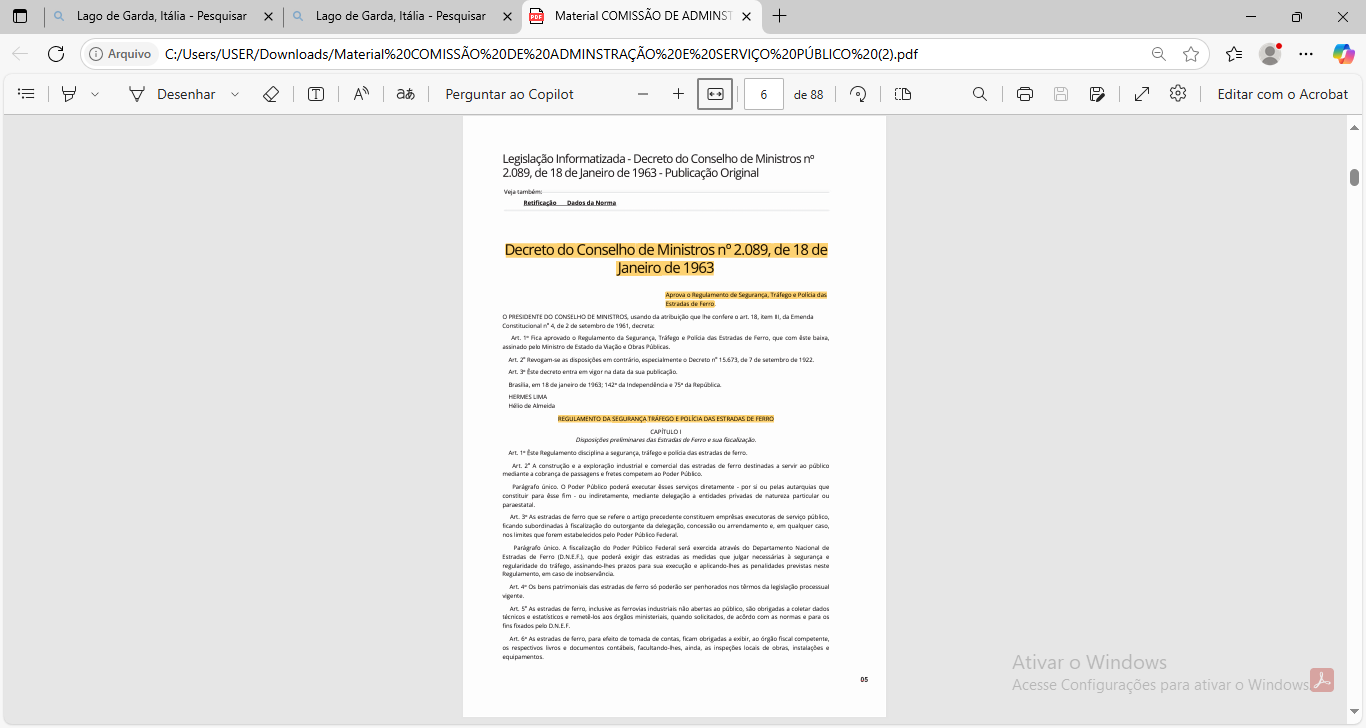 Lago de Garda, Itália - Pesquisar
Lago de Garda, Itália - Pesquisar
Material COMISSÃO DE ADMINST
Arquivo
C:/Users/USER/Downloads/Material%20COMISSÃO%20DE%20ADMINSTRAÇÃO%20E%20SERVIÇO%20PÚBLICO%20(2).pdf
Desenhar
Perguntar ao Copilot
6
de 88
Editar com o Acrobat
Legislação Informatizada - Decreto do Conselho de Ministros nº
2.089, de 18 de Janeiro de 1963 - Publicação Original
Veja também:
Retificação Dados da Norma
Decreto do Conselho de Ministros nº 2.089, de 18 de
Janeiro de 1963
Aprova o Regulamento de Segurança, Tráfego e Polícia das
Estradas de Ferro.
O PRESIDENTE DO CONSELHO DE MINISTROS, usando da atribuição que lhe confere o art. 18, item III, da Emenda
Constitucional n° 4, de 2 de setembro de 1961, decreta:
Art. 1º Fica aprovado o Regulamento da Segurança, Tráfego e Polícia das Estradas de Ferro, que com êste baixa,
assinado pelo Ministro de Estado da Viação e Obras Públicas.
Art. 2° Revogam-se as disposições em contrário, especialmente o Decreto n° 15.673, de 7 de setembro de 1922.
Art. 3º Êste decreto entra em vigor na data da sua publicação.
Brasília, em 18 de janeiro de 1963; 142º da Independência e 75º da República.
HERMES LIMA
Hélio de Almeida
REGULAMENTO DA SEGURANÇA TRÁFEGO E POLÍCIA DAS ESTRADAS DE FERRO
CAPÍTULO I
Disposições preliminares das Estradas de Ferro e sua fiscalização.
Art. 1º Êste Regulamento disciplina a segurança, tráfego e polícia das estradas de ferro.
Art. 2° A construção e a exploração industrial e comercial das estradas de ferro destinadas a servir ao público
mediante a cobrança de passagens e fretes competem ao Poder Público.
Parágrafo único. O Poder Público poderá executar êsses serviços diretamente - por si ou pelas autarquias que
constituir para êsse fim - ou indiretamente, mediante delegação a entidades privadas de natureza particular ou
paraestatal.
Art. 3º As estradas de ferro que se refere o artigo precedente constituem emprêsas executoras de serviço público,
ficando subordinadas à fiscalização do outorgante da delegação, concessão ou arrendamento e, em qualquer caso,
nos limites que forem estabelecidos pelo Poder Público Federal.
Parágrafo único. A fiscalização do Poder Público Federal será exercida através do Departamento Nacional de
Estradas de Ferro (D.N.E.F.), que poderá exigir das estradas as medidas que julgar necessárias à segurança e
regularidade do tráfego, assinando-lhes prazos para sua execução e aplicando-lhes as penalidades previstas neste
Regulamento, em caso de inobservância.
Art. 4º Os bens patrimoniais das estradas de ferro só poderão ser penhorados nos têrmos da legislação processual
vigente.
Art. 5° As estradas de ferro, inclusive as ferrovias industriais não abertas ao público, são obrigadas a coletar dados
técnicos e estatísticos e remetê-los aos órgãos ministeriais, quando solicitados, de acôrdo com as normas e para os
fins fixados pelo D.N.E.F.
Art. 6º As estradas de ferro, para efeito de tomada de contas, ficam obrigadas a exibir, ao órgão fiscal competente,
os respectivos livros e documentos contábeis, facultando-lhes, ainda, as inspeções locais de obras, instalações e
equipamentos.
05
Ativar o Windows
Acesse Configurações para ativar o Windows